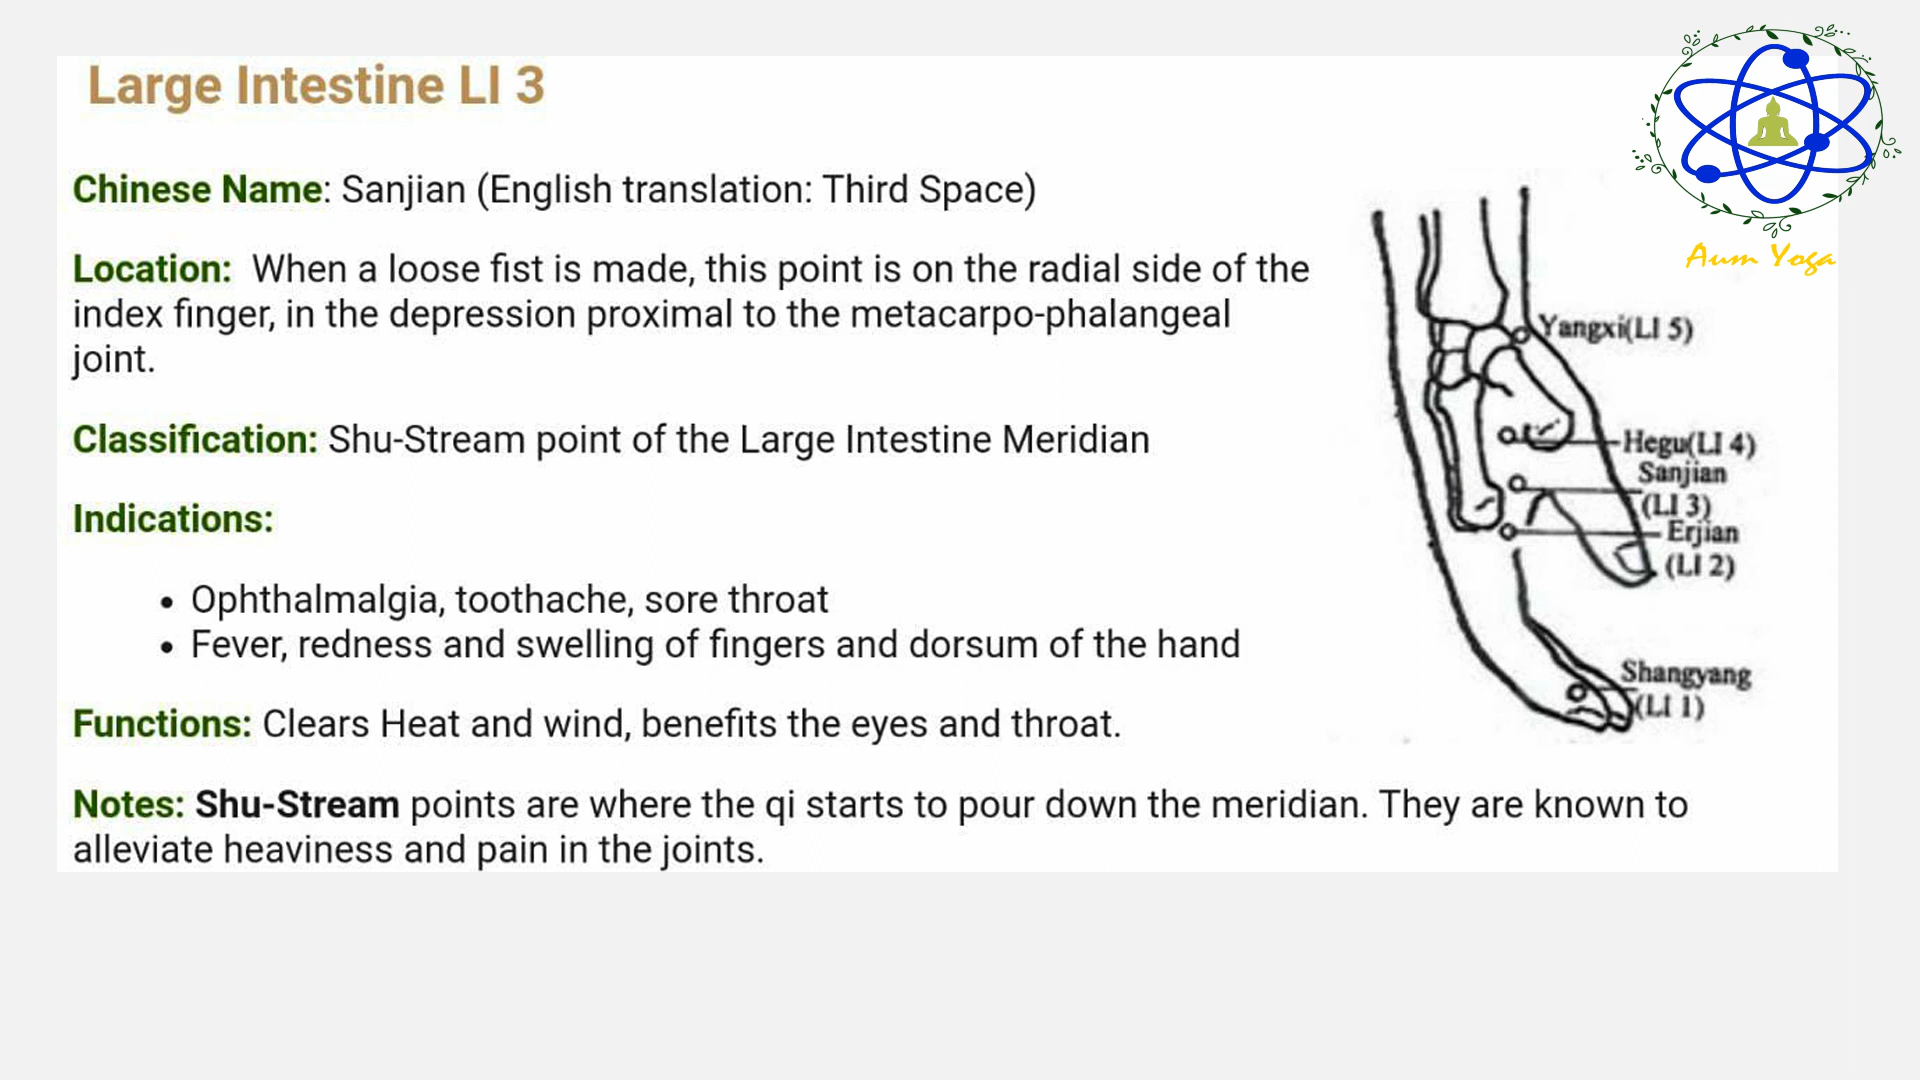 Large Intestine LI 3
Chinese Name: Sanjian (English translation: Third Space)
Location: When a loose fist is made, this point is on the radial side of the
index finger, in the depression proximal to the metacarpo-phalangeal
joint.
Classification: Shu-Stream point of the Large Intestine Meridian
Indications:
• Ophthalmalgia, toothache, sore throat
• Fever, redness and swelling of fingers and dorsum of the hand
Functions: Clears Heat and wind, benefits the eyes and throat.
Notes: Shu-Stream points are where the qi starts to pour down the meridian. They are known to
alleviate heaviness and pain in the joints.
Aum Yoga
Yangxi(LI 5)
Hegu(LI 4)
Sanjian
(LI 3)
Erjian
(LI 2)
Shangyang
(LI 1)